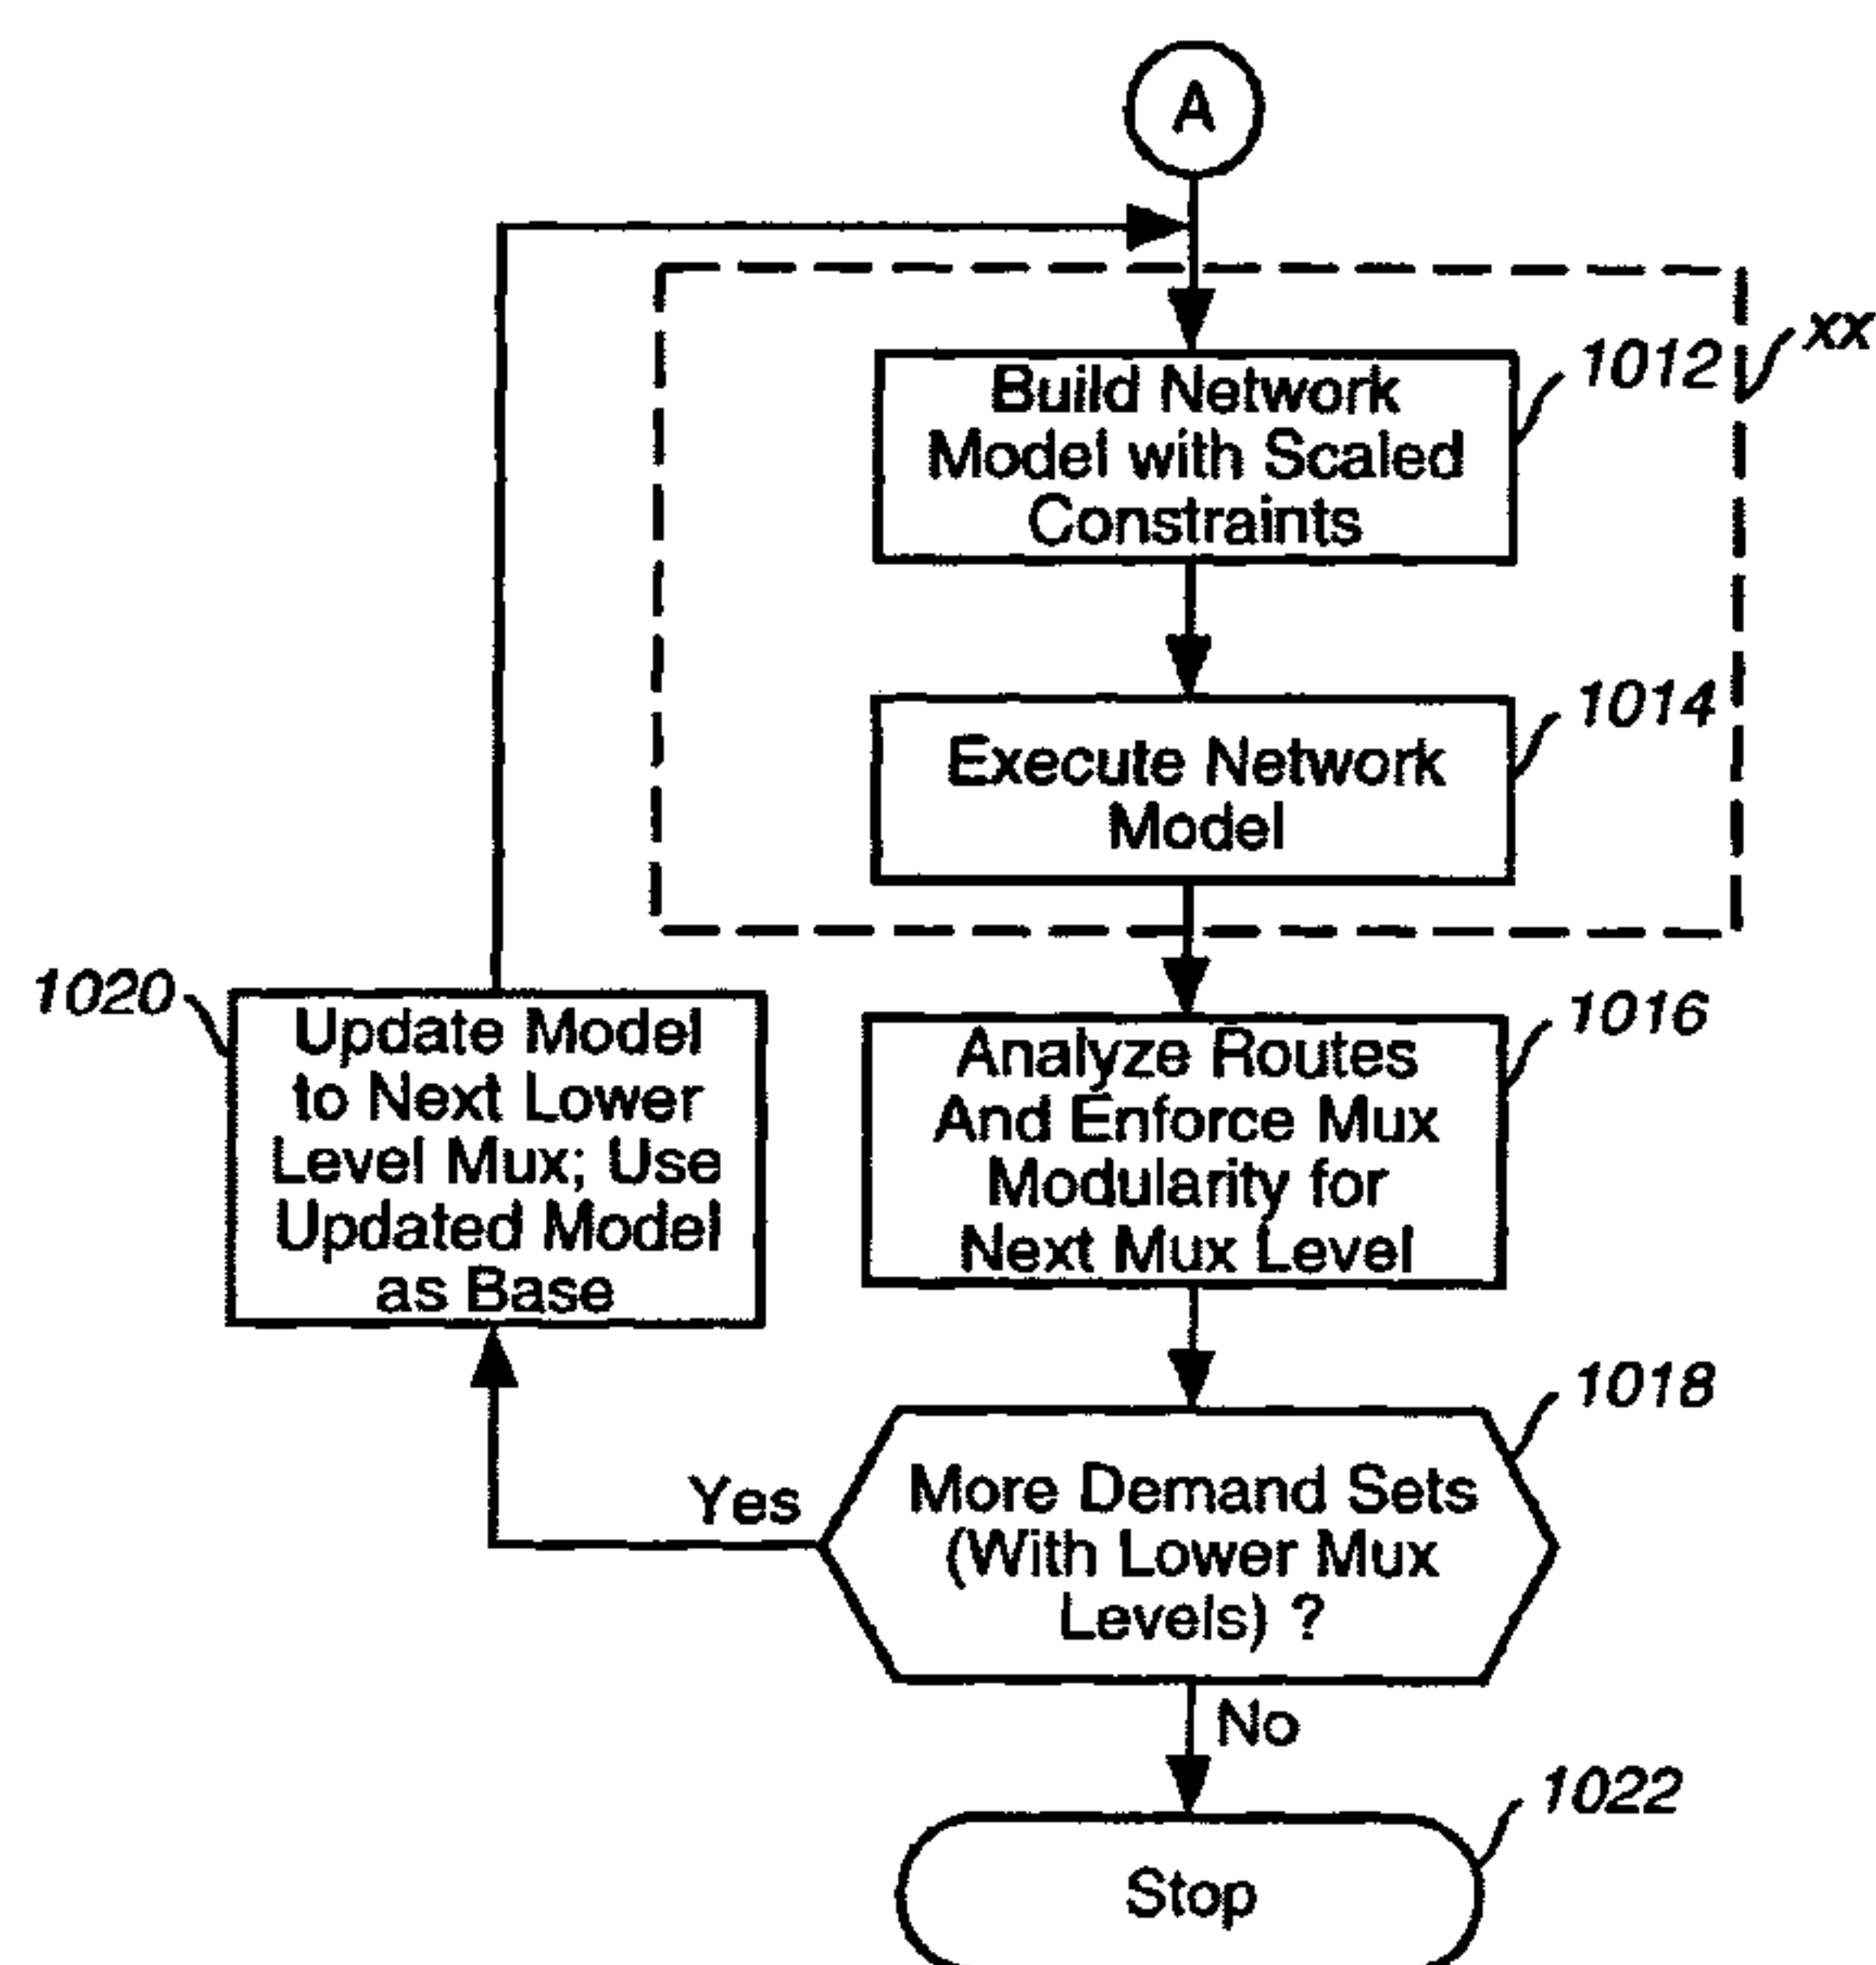 A
xx
1012
Build Network
Model with Scaled
Constraints
1014
Execute Network
Model
1020
Update Model
to Next Lower
Level Mux; Use
Updated Model
as Base
1016
Analyze Routes
And Enforce Mux
Modularity for
Next Mux Level
1018
More Demand Sets
(With Lower Mux
Levels) ?
Yes
No
1022
Stop